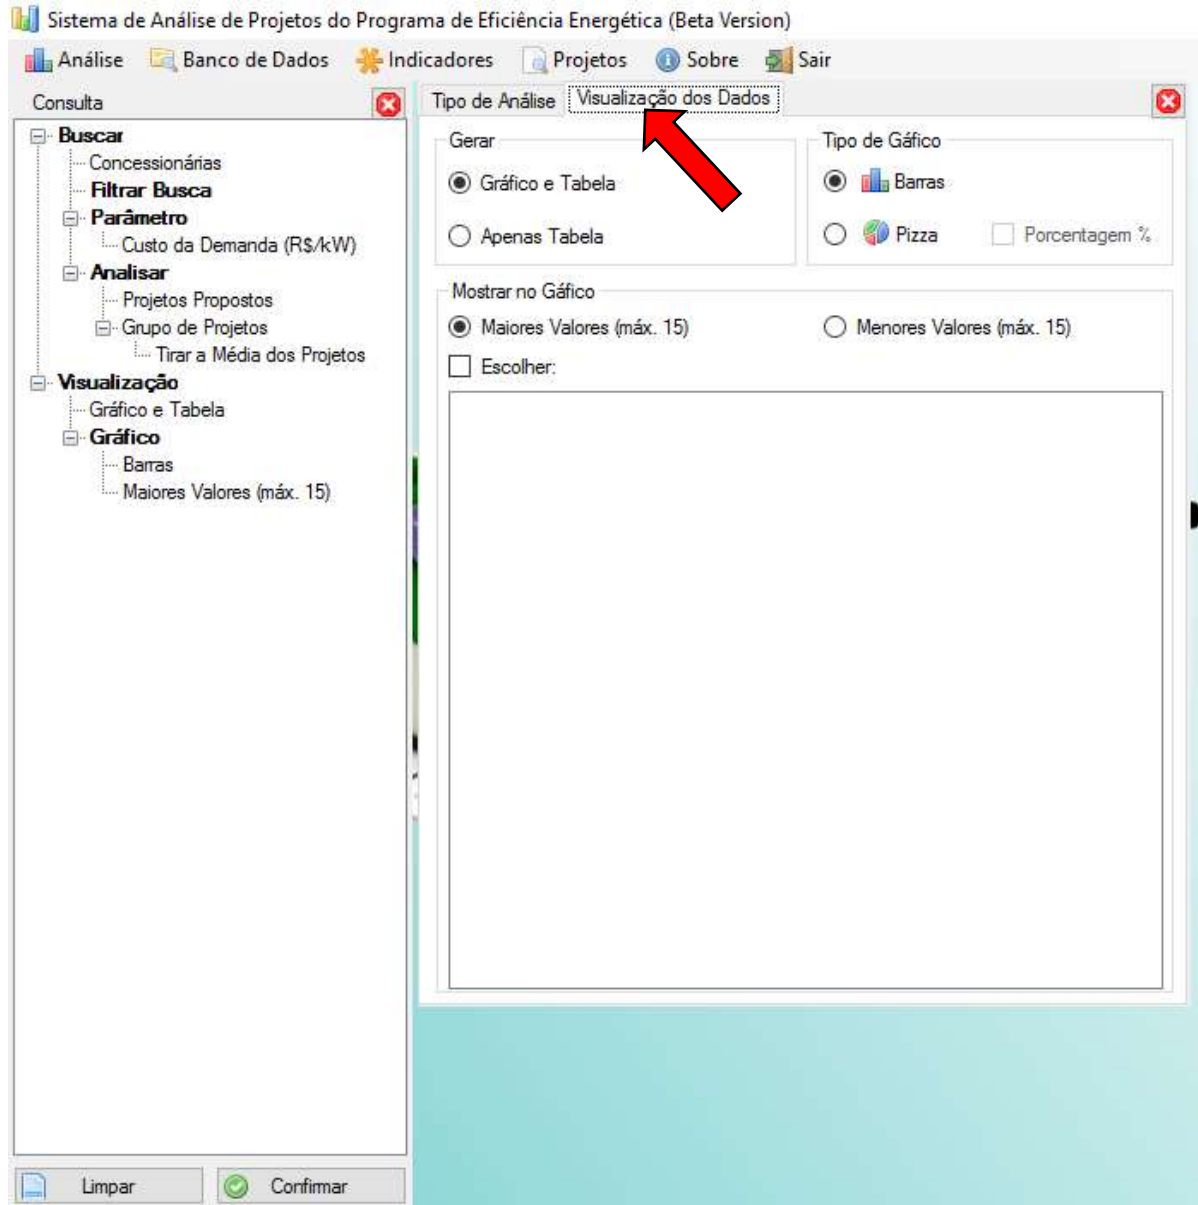 Sistema de Análise de Projetos do Programa de Eficiência Energética (Beta Version)
Análise Banco de Dados Indicadores Projetos Sobre Sair
Consulta
Buscar
Concessionárias
Filtrar Busca
Parâmetro
Custo da Demanda (R$/kW)
Analisar
Projetos Propostos
Grupo de Projetos
Tirar a Média dos Projetos
Visualização
Gráfico e Tabela
Gráfico
Barras
Maiores Valores (máx. 15)
Limpar Confirmar
Tipo de Análise Visualização dos Dados
Gerar
Gráfico e Tabela
Apenas Tabela
Tipo de Gáfico
Barras
Pizza Porcentagem %
Mostrar no Gáfico
Maiores Valores (máx. 15) Menores Valores (máx. 15)
Escolher: